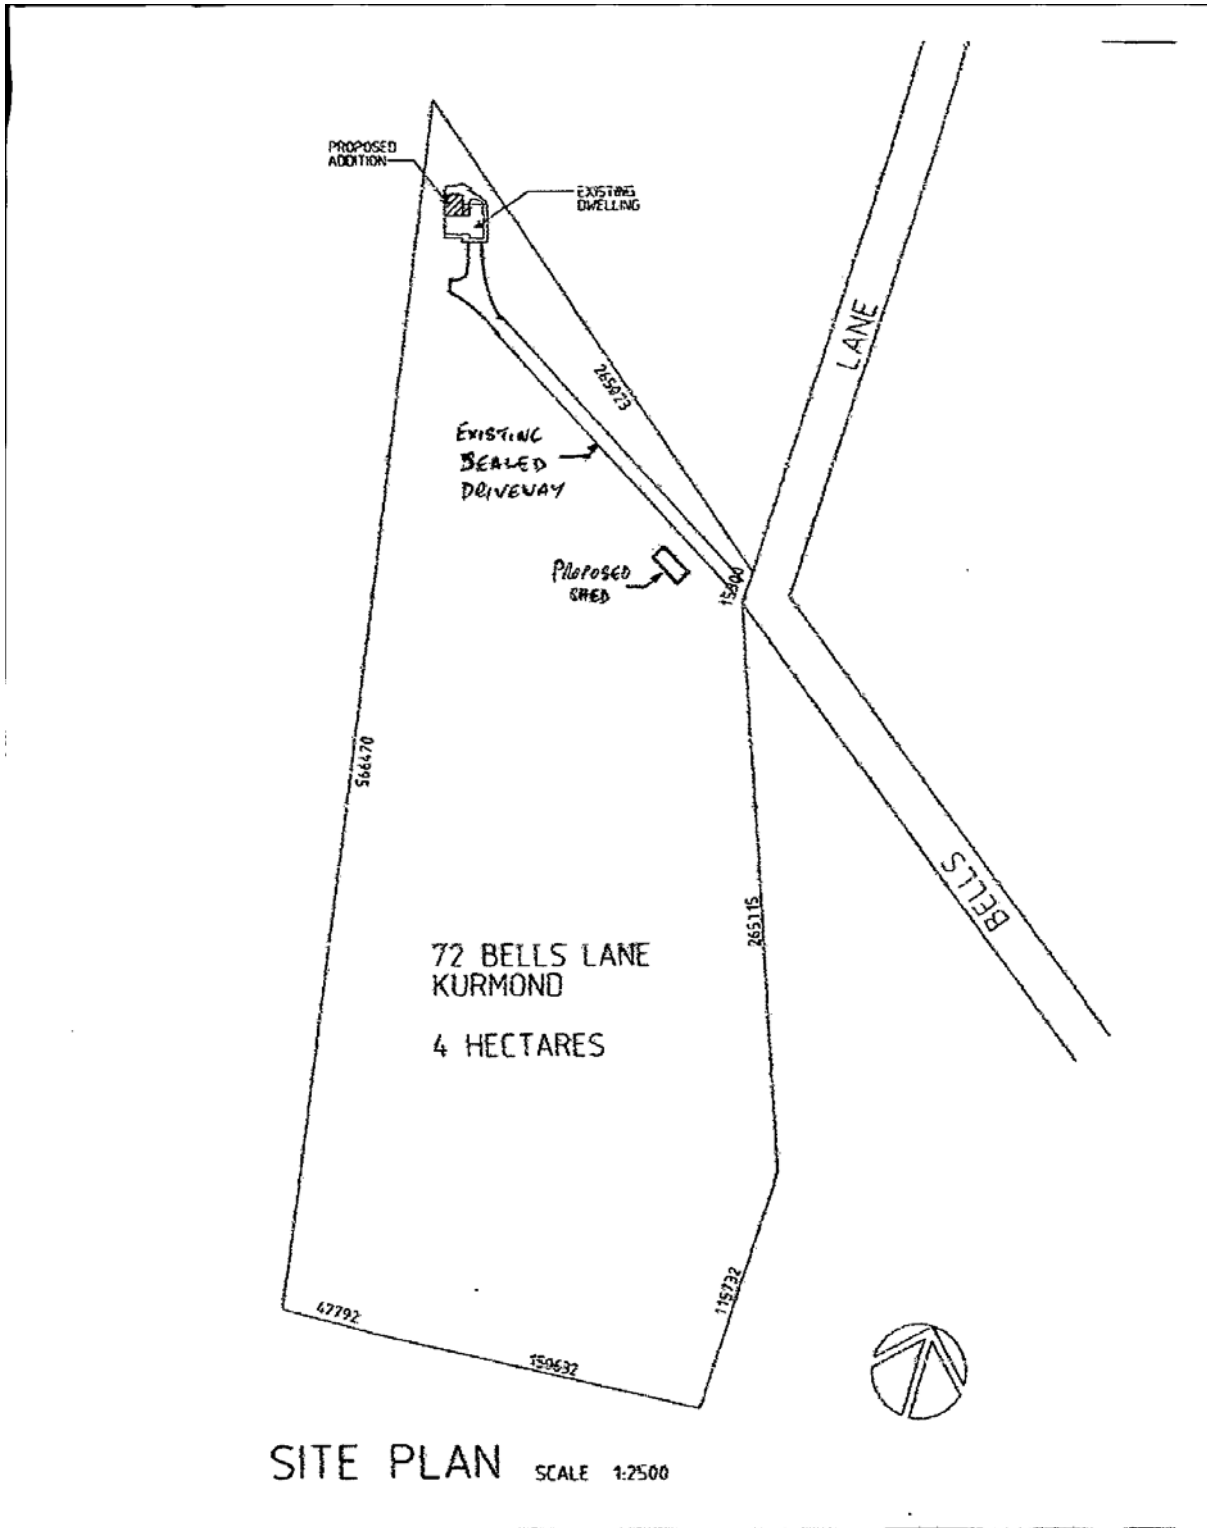 PROPOSED
ADDITION
EXISTING
DWELLING
LANE
265023
EXISTING
SEALED
DRIVEWAY
PROPOSED
SHED
15800
566470
BELLS
265115
72 BELLS LANE
KURMOND
4 HECTARES
115732
47792
150632
SITE PLAN SCALE 1:2500